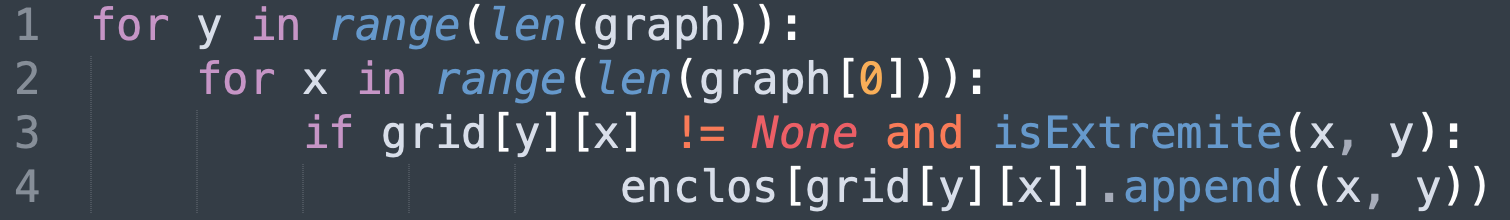 1 for y in range(len(graph)):
2     for x in range(len(graph[0])):
3         if grid[y][x] != None and isExtremite(x, y):
4                     enclos[grid[y][x]].append((x, y))